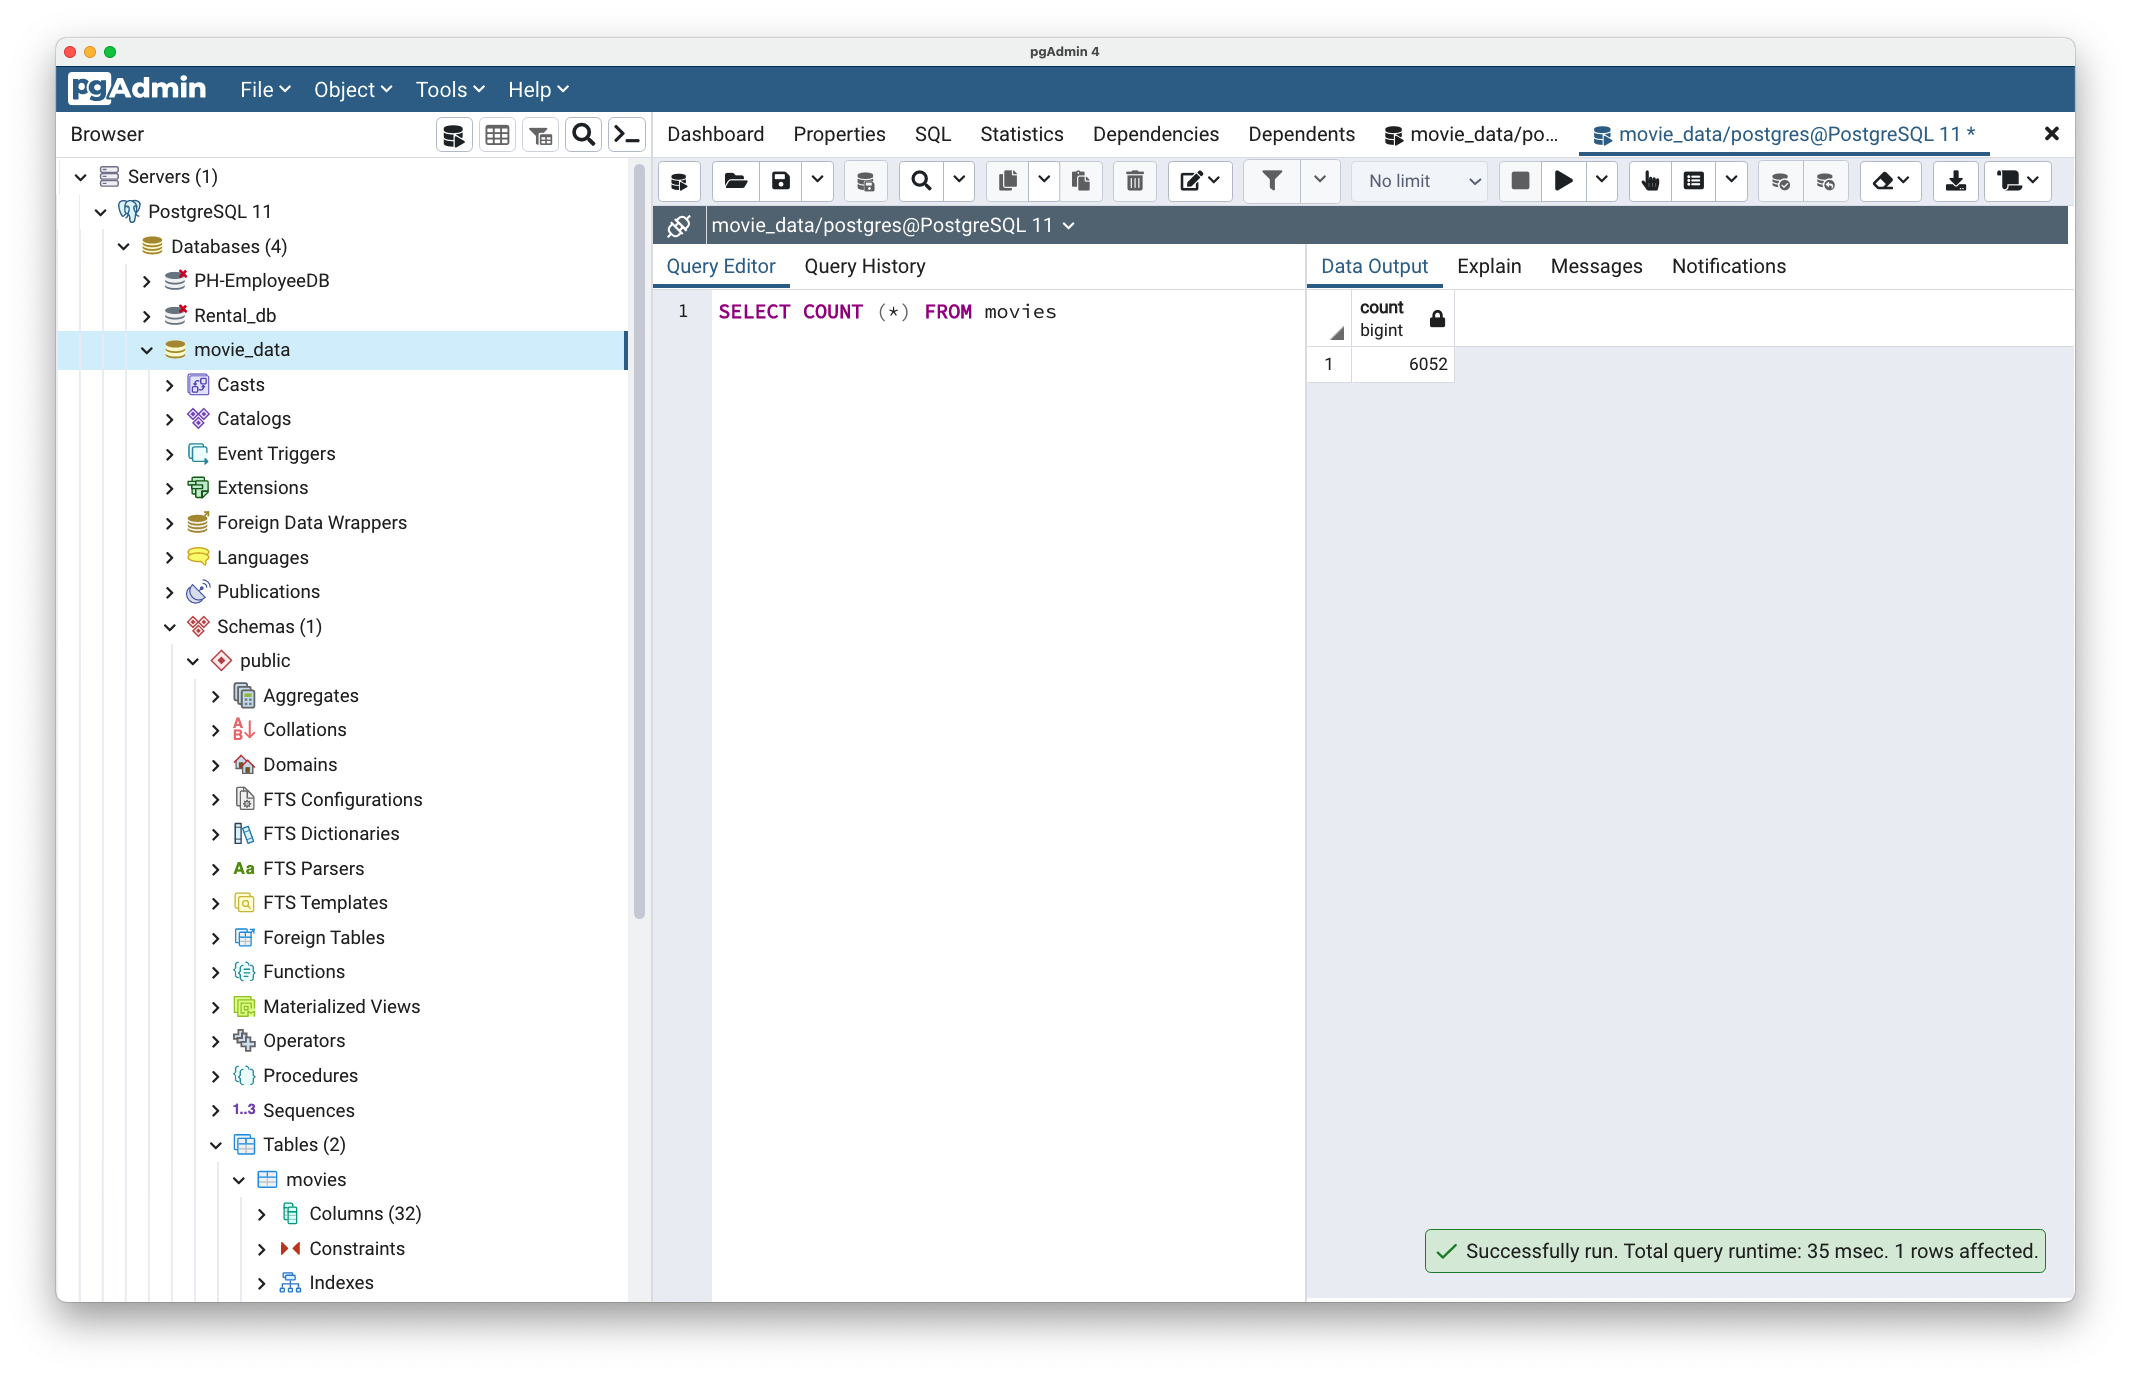 pgAdmin 4
pgAdmin File Object Tools Help
Browser
Dashboard Properties SQL Statistics Dependencies Dependents movie_data/po... movie_data/postgres@PostgreSQL 11 *
No limit
movie_data/postgres@PostgreSQL 11
Query Editor Query History
Data Output Explain Messages Notifications
1 SELECT COUNT (*) FROM movies
count
bigint
1 6052
Servers (1)
PostgreSQL 11
Databases (4)
PH-EmployeeDB
Rental_db
movie_data
Casts
Catalogs
Event Triggers
Extensions
Foreign Data Wrappers
Languages
Publications
Schemas (1)
public
Aggregates
A
B
Collations
Domains
FTS Configurations
FTS Dictionaries
Aa FTS Parsers
FTS Templates
Foreign Tables
Functions
Materialized Views
Operators
Procedures
1..3 Sequences
Tables (2)
movies
Columns (32)
Constraints
Indexes
Successfully run. Total query runtime: 35 msec. 1 rows affected.